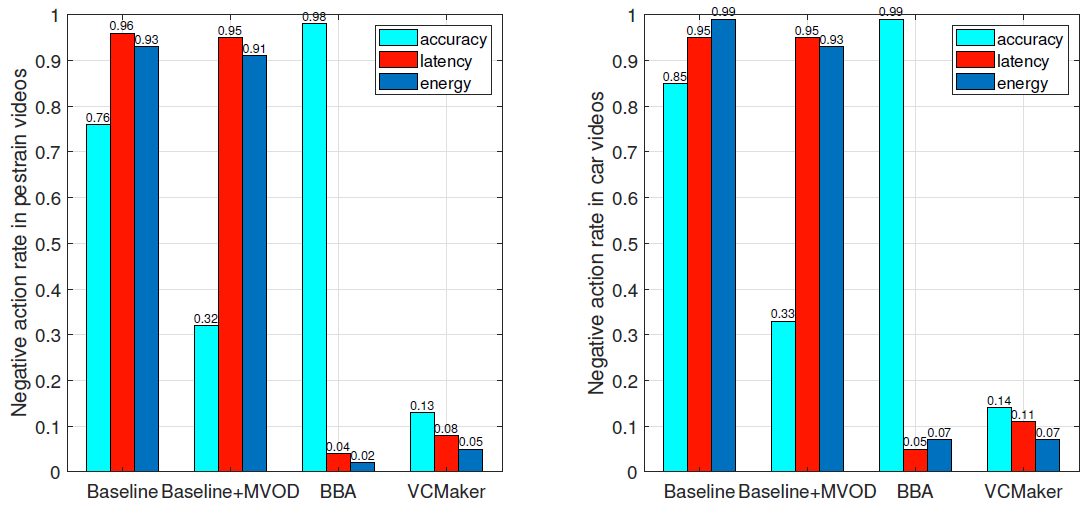 Negative action rate in pestrain videos
1
0.9
0.8
0.7
0.6
0.5
0.4
0.3
0.2
0.1
0
0.76
0.96
0.93
0.32
0.95
0.91
0.98
0.04
0.02
0.13
0.08
0.05
accuracy
latency
energy
Baseline
Baseline+MVOD
BBA
VCMaker
Negative action rate in car videos
1
0.9
0.8
0.7
0.6
0.5
0.4
0.3
0.2
0.1
0
0.85
0.95
0.99
0.33
0.95
0.93
0.99
0.05
0.07
0.14
0.11
0.07
accuracy
latency
energy
Baseline
Baseline+MVOD
BBA
VCMaker